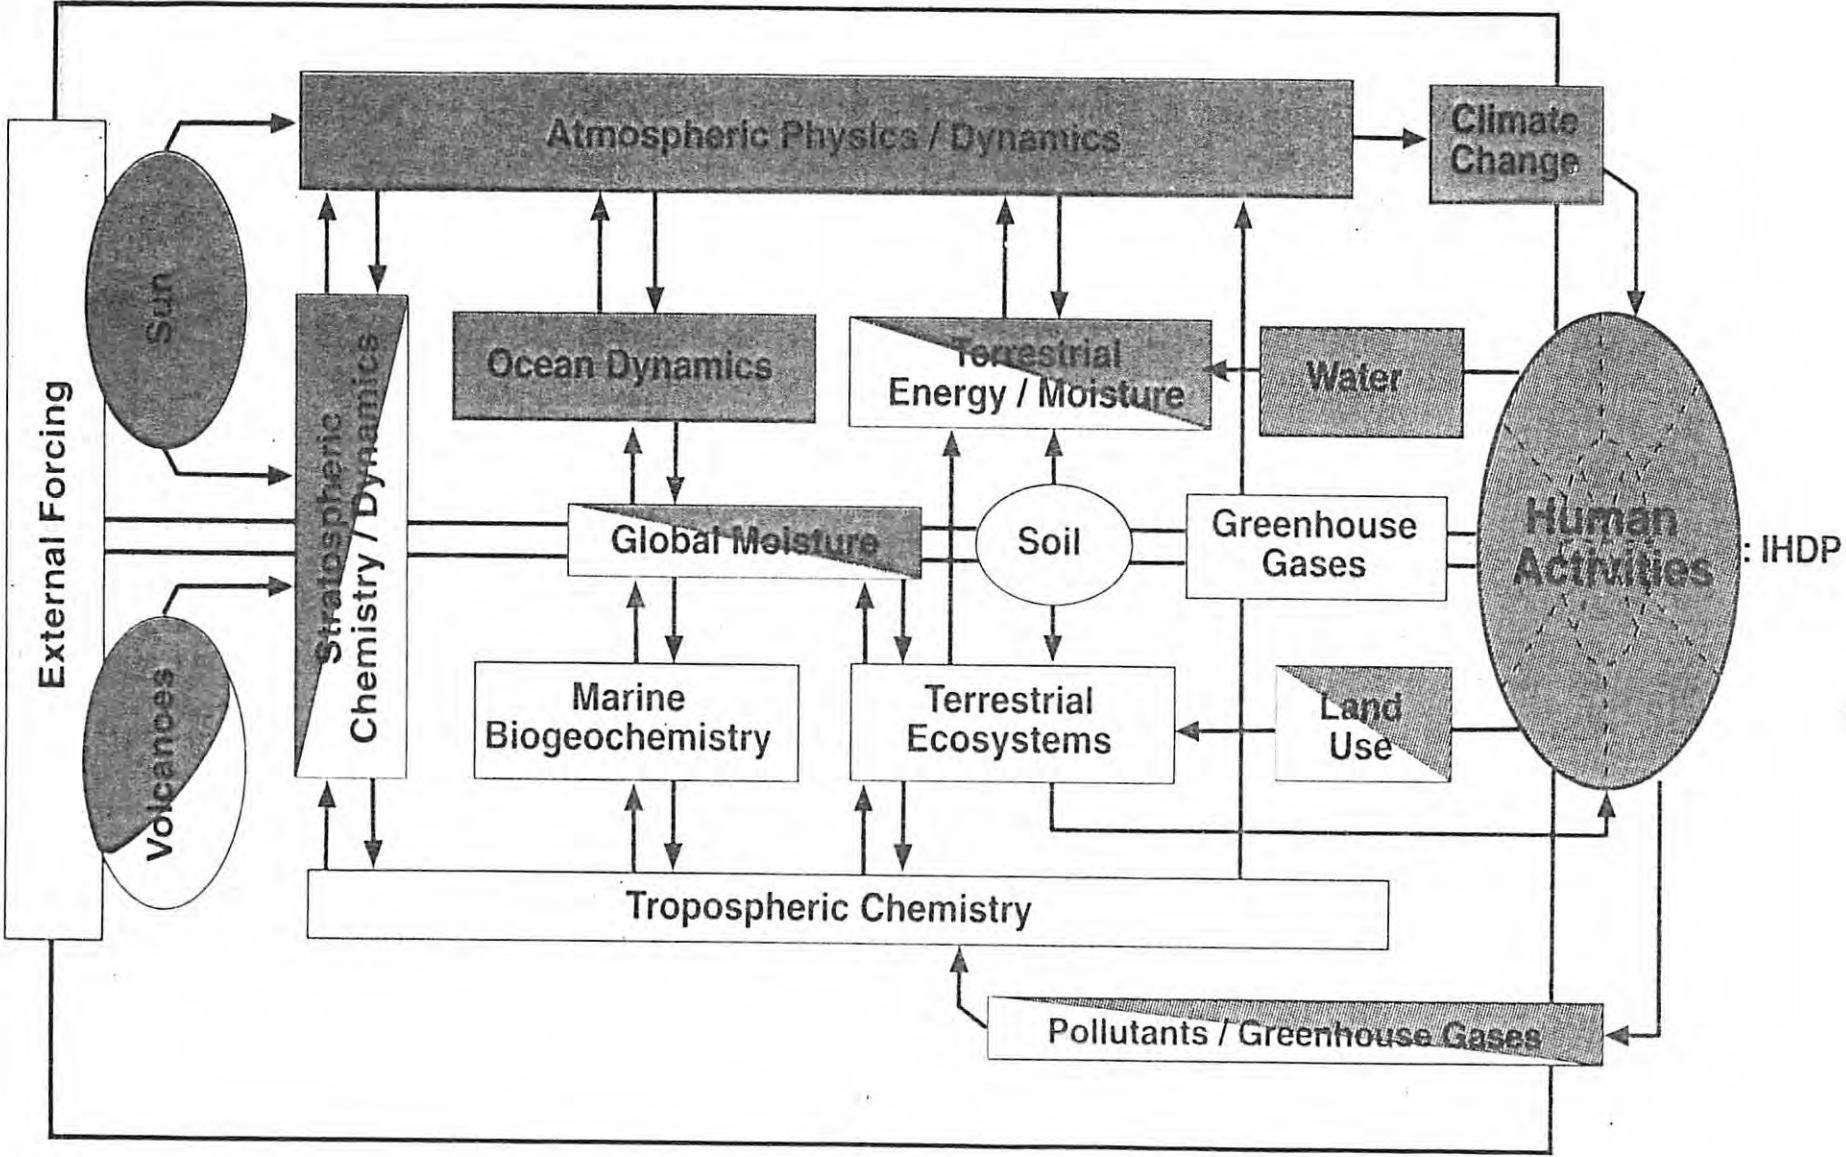 Atmospheric Physics / Dynamics
Climate
Change
Sun
External Forcing
Stratospheric
Chemistry / Dynamics
Ocean Dynamics
Terrestrial
Energy / Moisture
Water
Global Moisture
Soil
Greenhouse
Gases
Human
Activities
: IHDP
Volcanoes
Marine
Biogeochemistry
Terrestrial
Ecosystems
Land
Use
Tropospheric Chemistry
Pollutants / Greenhouse Gases